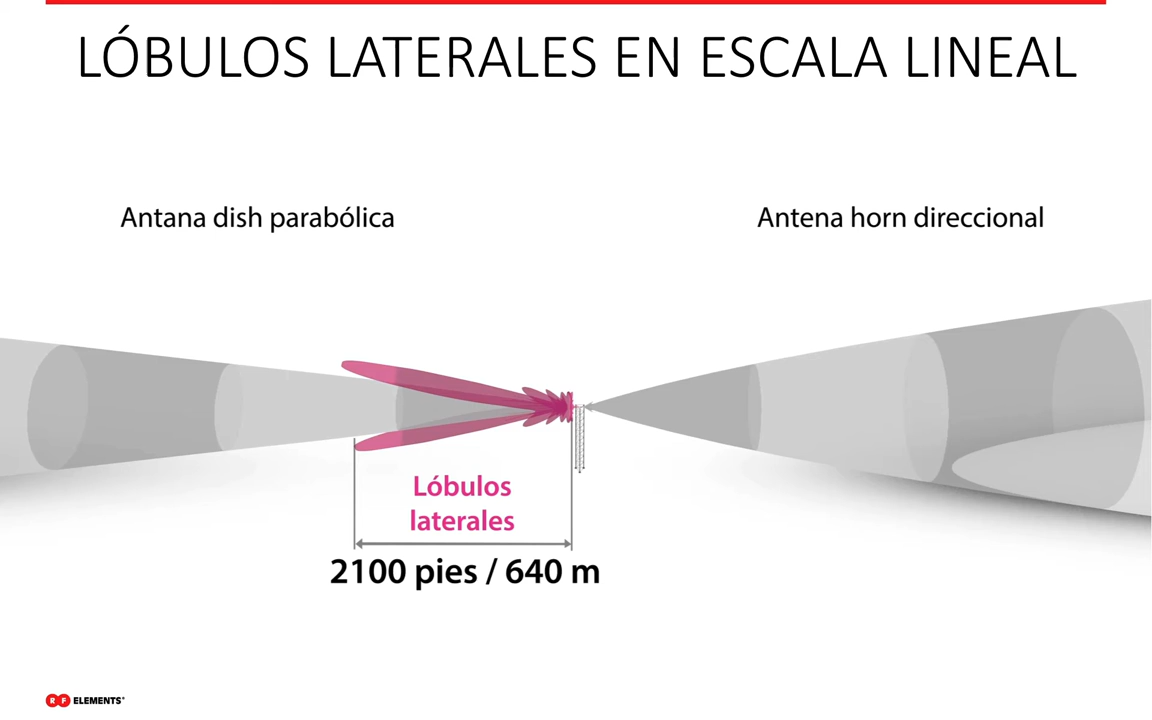 LÓBULOS LATERALES EN ESCALA LINEAL
Antana dish parabólica
Antena horn direccional
Lóbulos
laterales
2100 pies / 640 m
RF ELEMENTS®